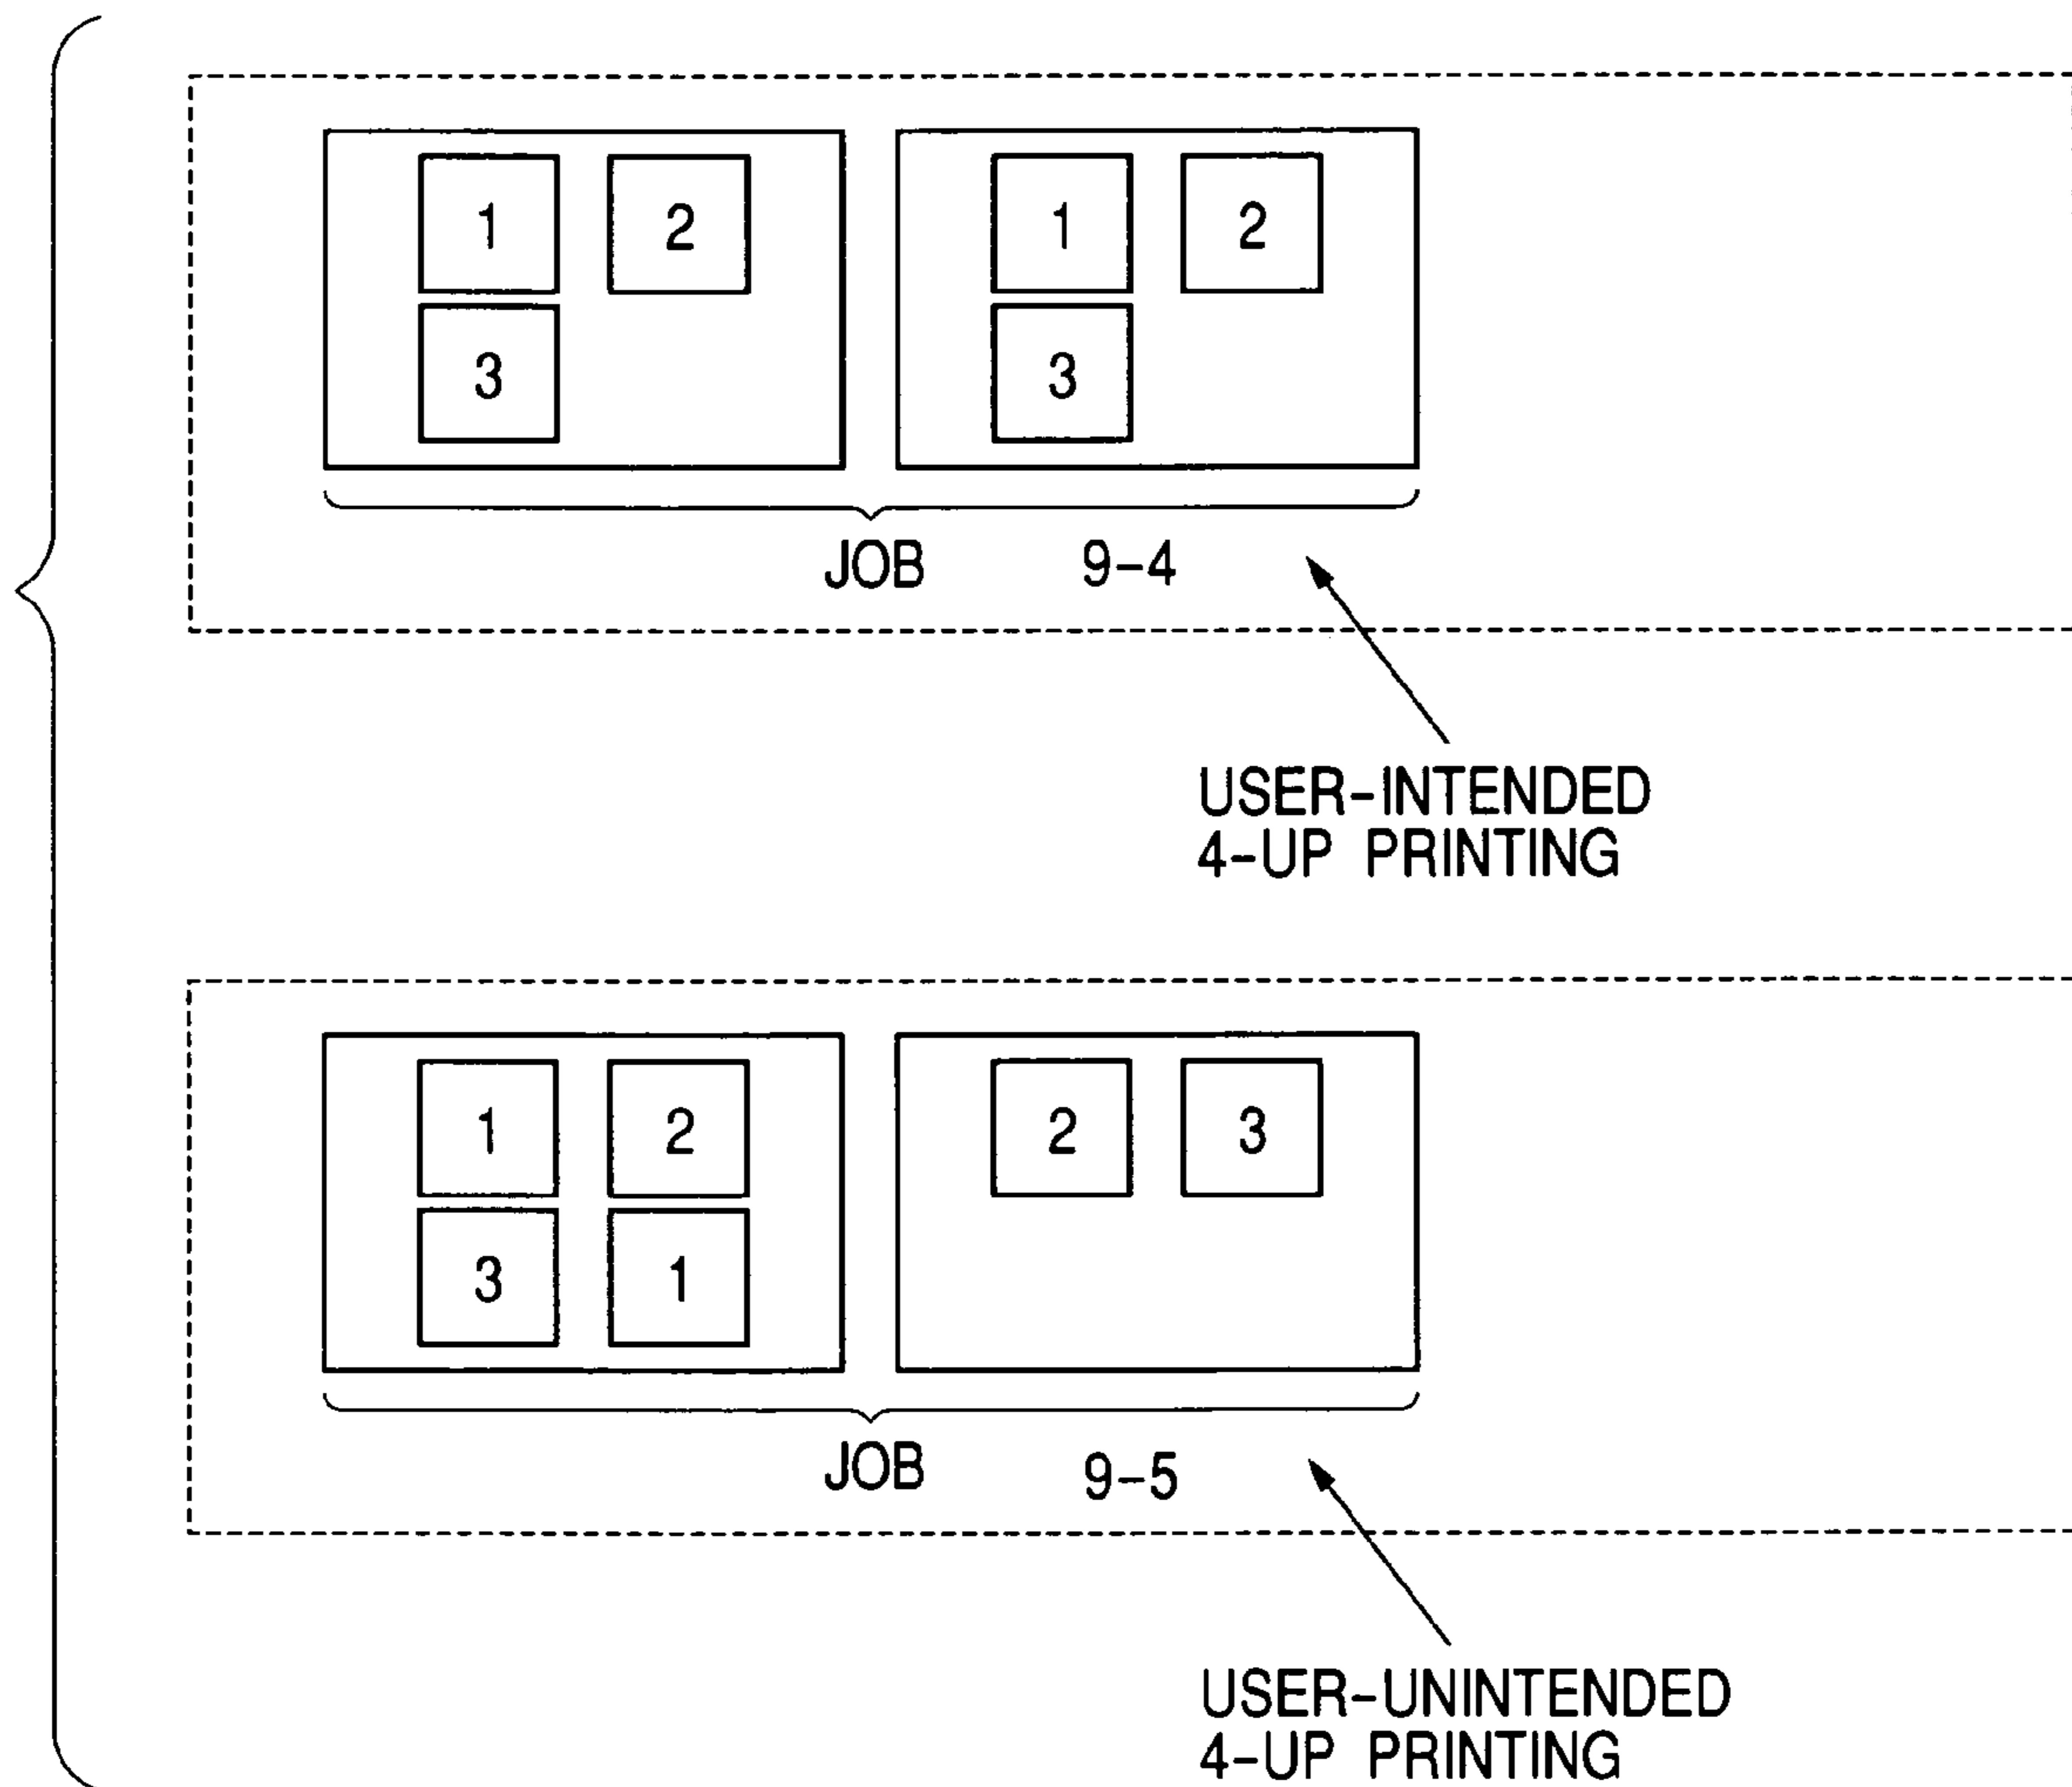 1 2 1 2
3 3
JOB 9-4
USER-INTENDED
4-UP PRINTING
1 2 2 3
3 1
JOB 9-5
USER-UNINTENDED
4-UP PRINTING